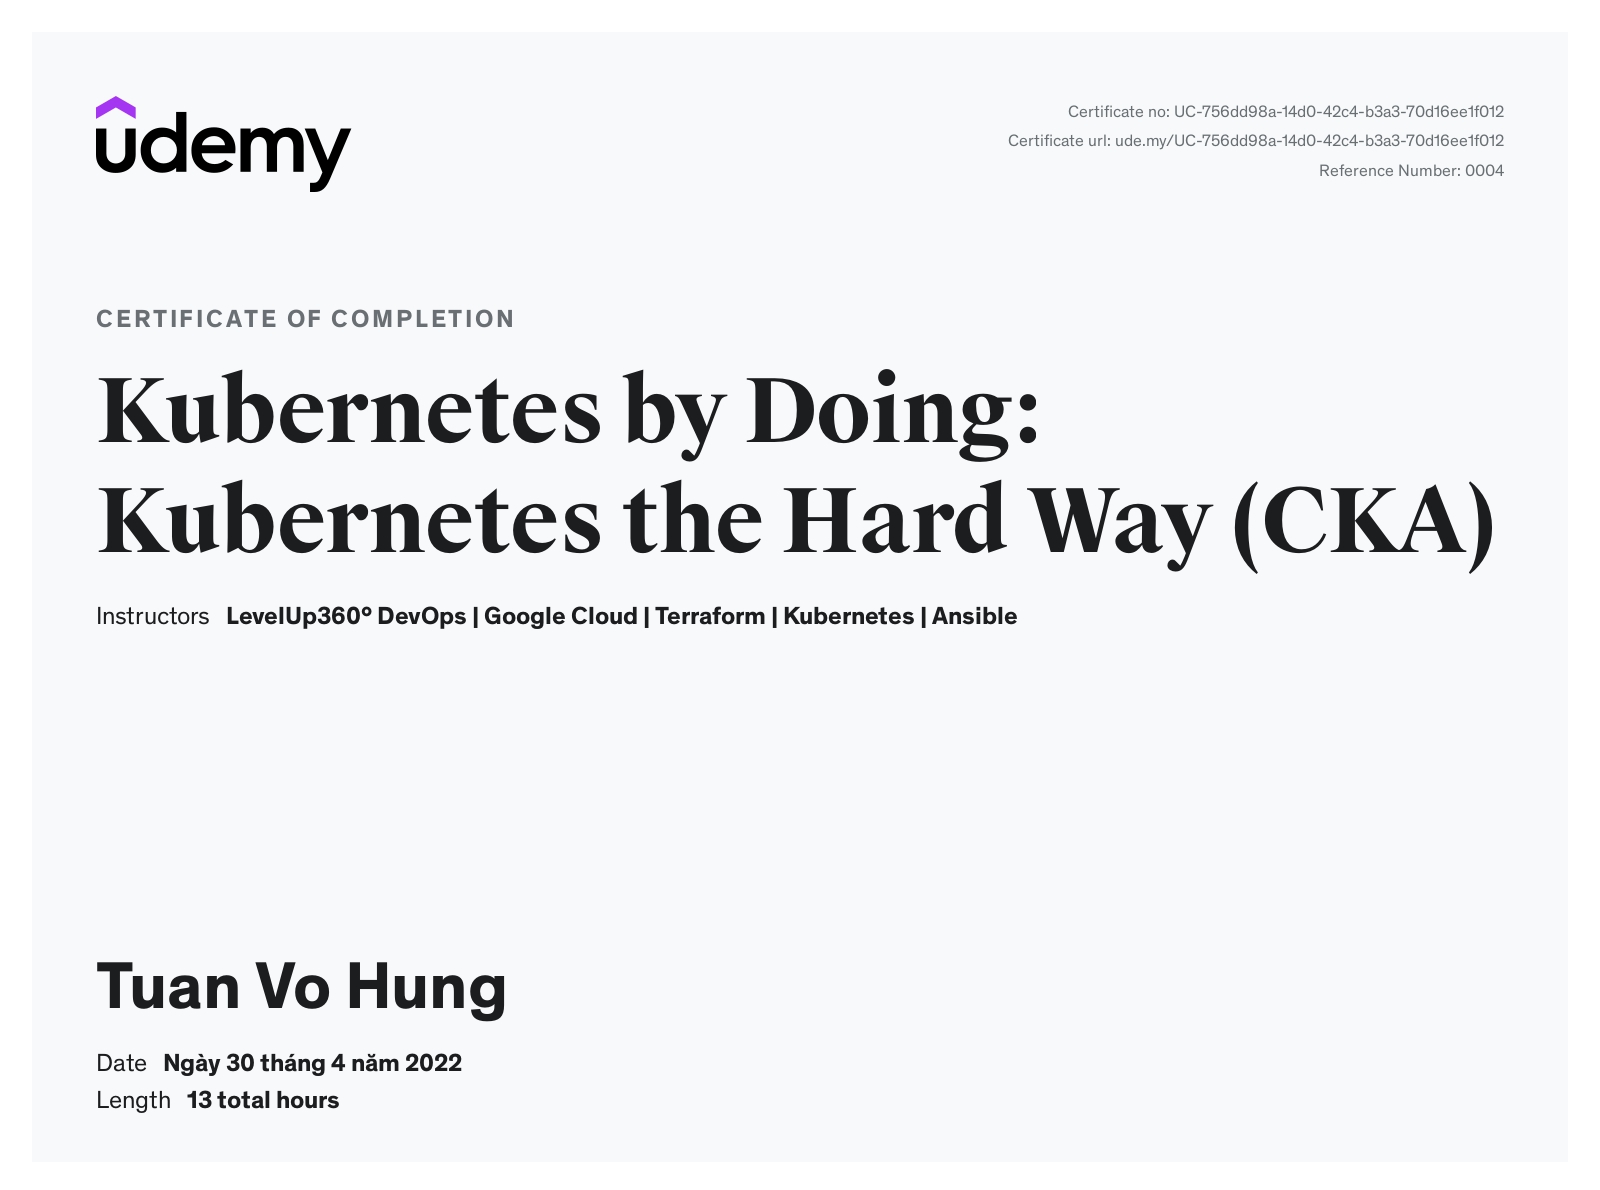 udemy
Certificate no: UC-756dd98a-14d0-42c4-b3a3-70d16ee1f012
Certificate url: ude.my/UC-756dd98a-14d0-42c4-b3a3-70d16ee1f012
Reference Number: 0004
CERTIFICATE OF COMPLETION
Kubernetes by Doing:
Kubernetes the Hard Way (CKA)
Instructors LevelUp360° DevOps | Google Cloud | Terraform | Kubernetes | Ansible
Tuan Vo Hung
Date Ngày 30 tháng 4 năm 2022
Length 13 total hours